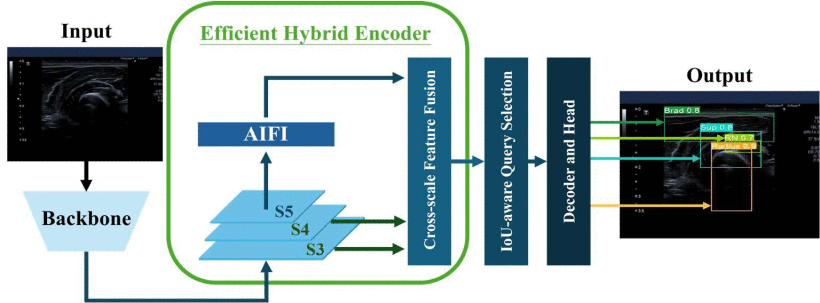 Input
Efficient Hybrid Encoder
Output
AIFI
S5
S4
S3
Backbone
Cross-scale Feature Fusion
IoU-aware Query Selection
Decoder and Head
Brad 0.8
Sup 0.8
RN 0.7
Radius 0.9